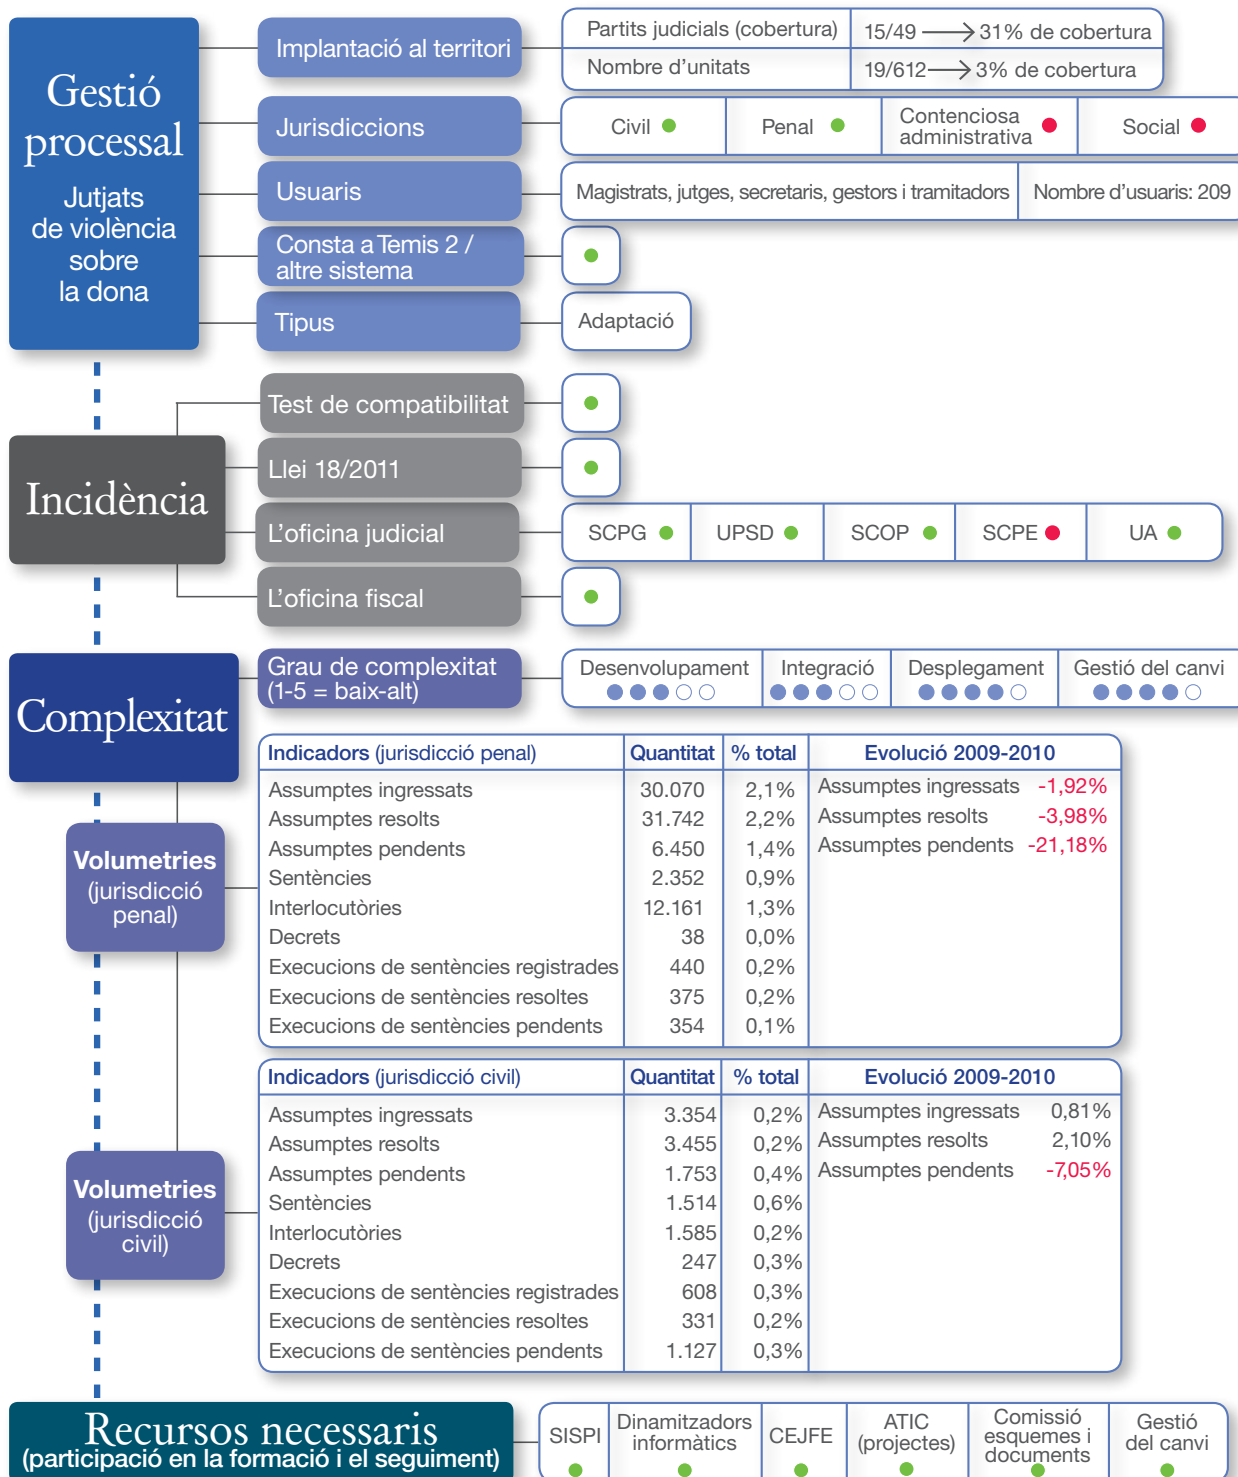 Gestió
processal
Jutjats
de violència
sobre
la dona
Implantació al territori
Partits judicials (cobertura) 15/49 → 31% de cobertura
Nombre d'unitats 19/612 → 3% de cobertura
Jurisdiccions
Civil
Penal
Contenciosa
administrativa
Social
Usuaris
Magistrats, jutges, secretaris, gestors i tramitadors
Nombre d'usuaris: 209
Consta a Temis 2 /
altre sistema
Tipus
Adaptació
Incidència
Test de compatibilitat
Llei 18/2011
L'oficina judicial
SCPG
UPSD
SCOP
SCPE
UA
L'oficina fiscal
Complexitat
Grau de complexitat
(1-5 = baix-alt)
Desenvolupament
Integració
Desplegament
Gestió del canvi
Volumetries
(jurisdicció
penal)
Indicadors (jurisdicció penal) Quantitat % total Evolució 2009-2010
Assumptes ingressats 30.070 2,1% Assumptes ingressats -1,92%
Assumptes resolts 31.742 2,2% Assumptes resolts -3,98%
Assumptes pendents 6.450 1,4% Assumptes pendents -21,18%
Sentències 2.352 0,9%
Interlocutòries 12.161 1,3%
Decrets 38 0,0%
Execucions de sentències registrades 440 0,2%
Execucions de sentències resoltes 375 0,2%
Execucions de sentències pendents 354 0,1%
Volumetries
(jurisdicció
civil)
Indicadors (jurisdicció civil) Quantitat % total Evolució 2009-2010
Assumptes ingressats 3.354 0,2% Assumptes ingressats 0,81%
Assumptes resolts 3.455 0,2% Assumptes resolts 2,10%
Assumptes pendents 1.753 0,4% Assumptes pendents -7,05%
Sentències 1.514 0,6%
Interlocutòries 1.585 0,2%
Decrets 247 0,3%
Execucions de sentències registrades 608 0,3%
Execucions de sentències resoltes 331 0,2%
Execucions de sentències pendents 1.127 0,3%
Recursos necessaris
(participació en la formació i el seguiment)
SISPI
Dinamitzadors
informàtics
CEJFE
ATIC
(projectes)
Comissió
esquemes i
documents
Gestió
del canvi